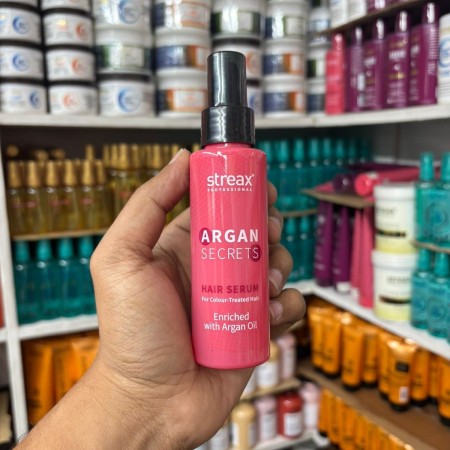 streax®
PROFESSIONAL
ARGAN
SECRETS
HAIR SERUM
For Colour-Treated Hair
Enriched
with Argan Oil